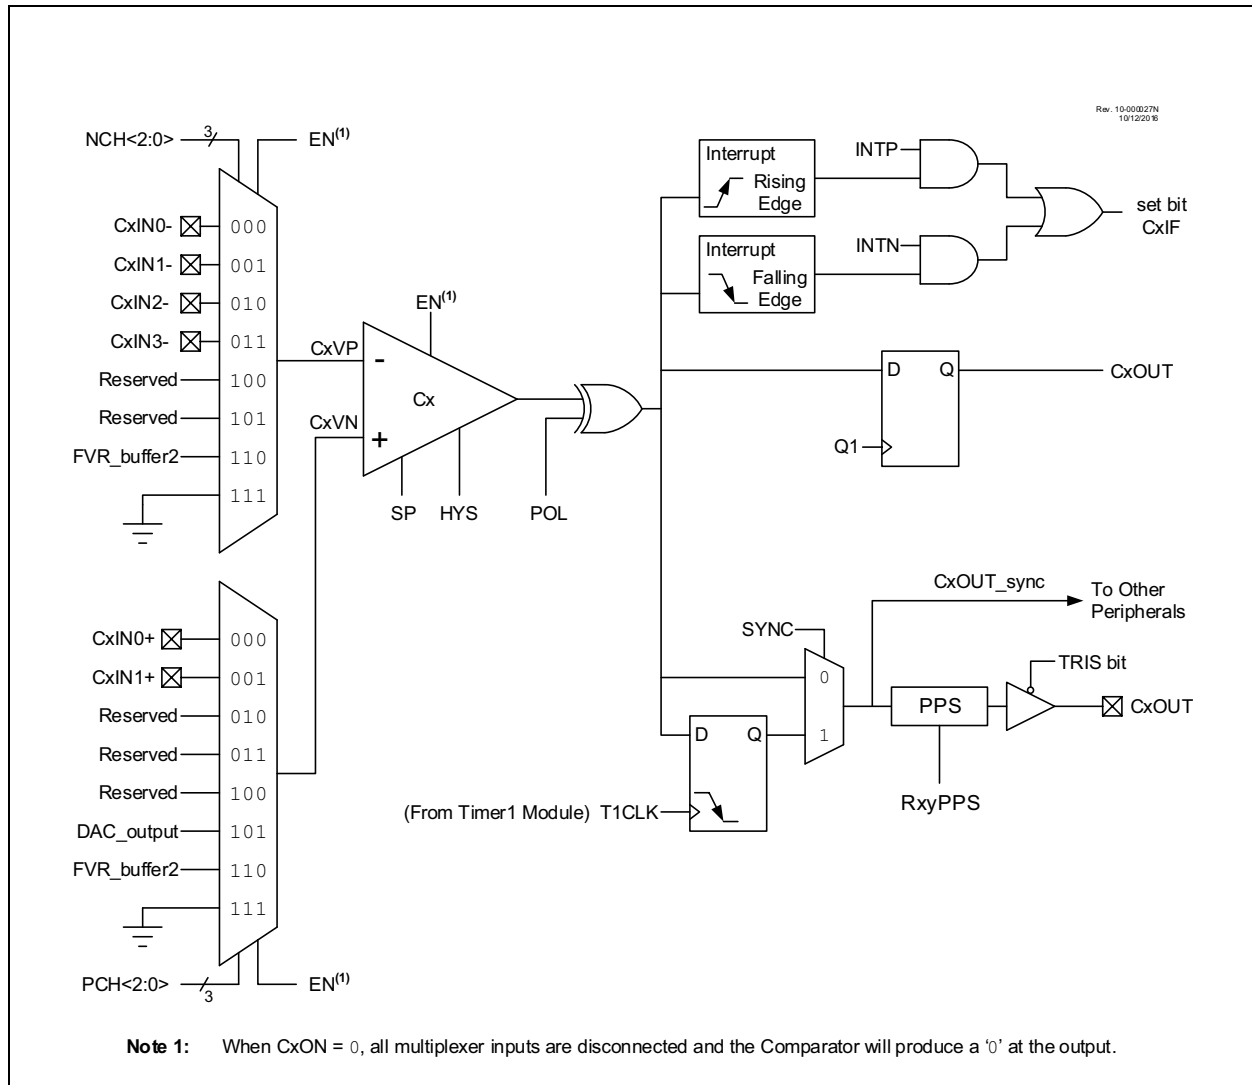 Rev. 10-000027N
10/12/2016
NCH<2:0>
3
EN(1)
CxIN0-
000
CxIN1-
001
CxIN2-
010
CxIN3-
011
Reserved
100
Reserved
101
FVR_buffer2
110
111
CxVP
CxVN
EN(1)
-
Cx
+
SP
HYS
POL
Interrupt
Rising
Edge
INTP
Interrupt
Falling
Edge
INTN
set bit
CxIF
D
Q
Q1
CxOUT
CxIN0+
000
CxIN1+
001
Reserved
010
Reserved
011
Reserved
100
DAC_output
101
FVR_buffer2
110
111
PCH<2:0>
3
EN(1)
SYNC
0
1
D
Q
(From Timer1 Module) T1CLK
CxOUT_sync
To Other
Peripherals
PPS
RxyPPS
TRIS bit
CxOUT
Note 1: When CxON = 0, all multiplexer inputs are disconnected and the Comparator will produce a ‘0’ at the output.